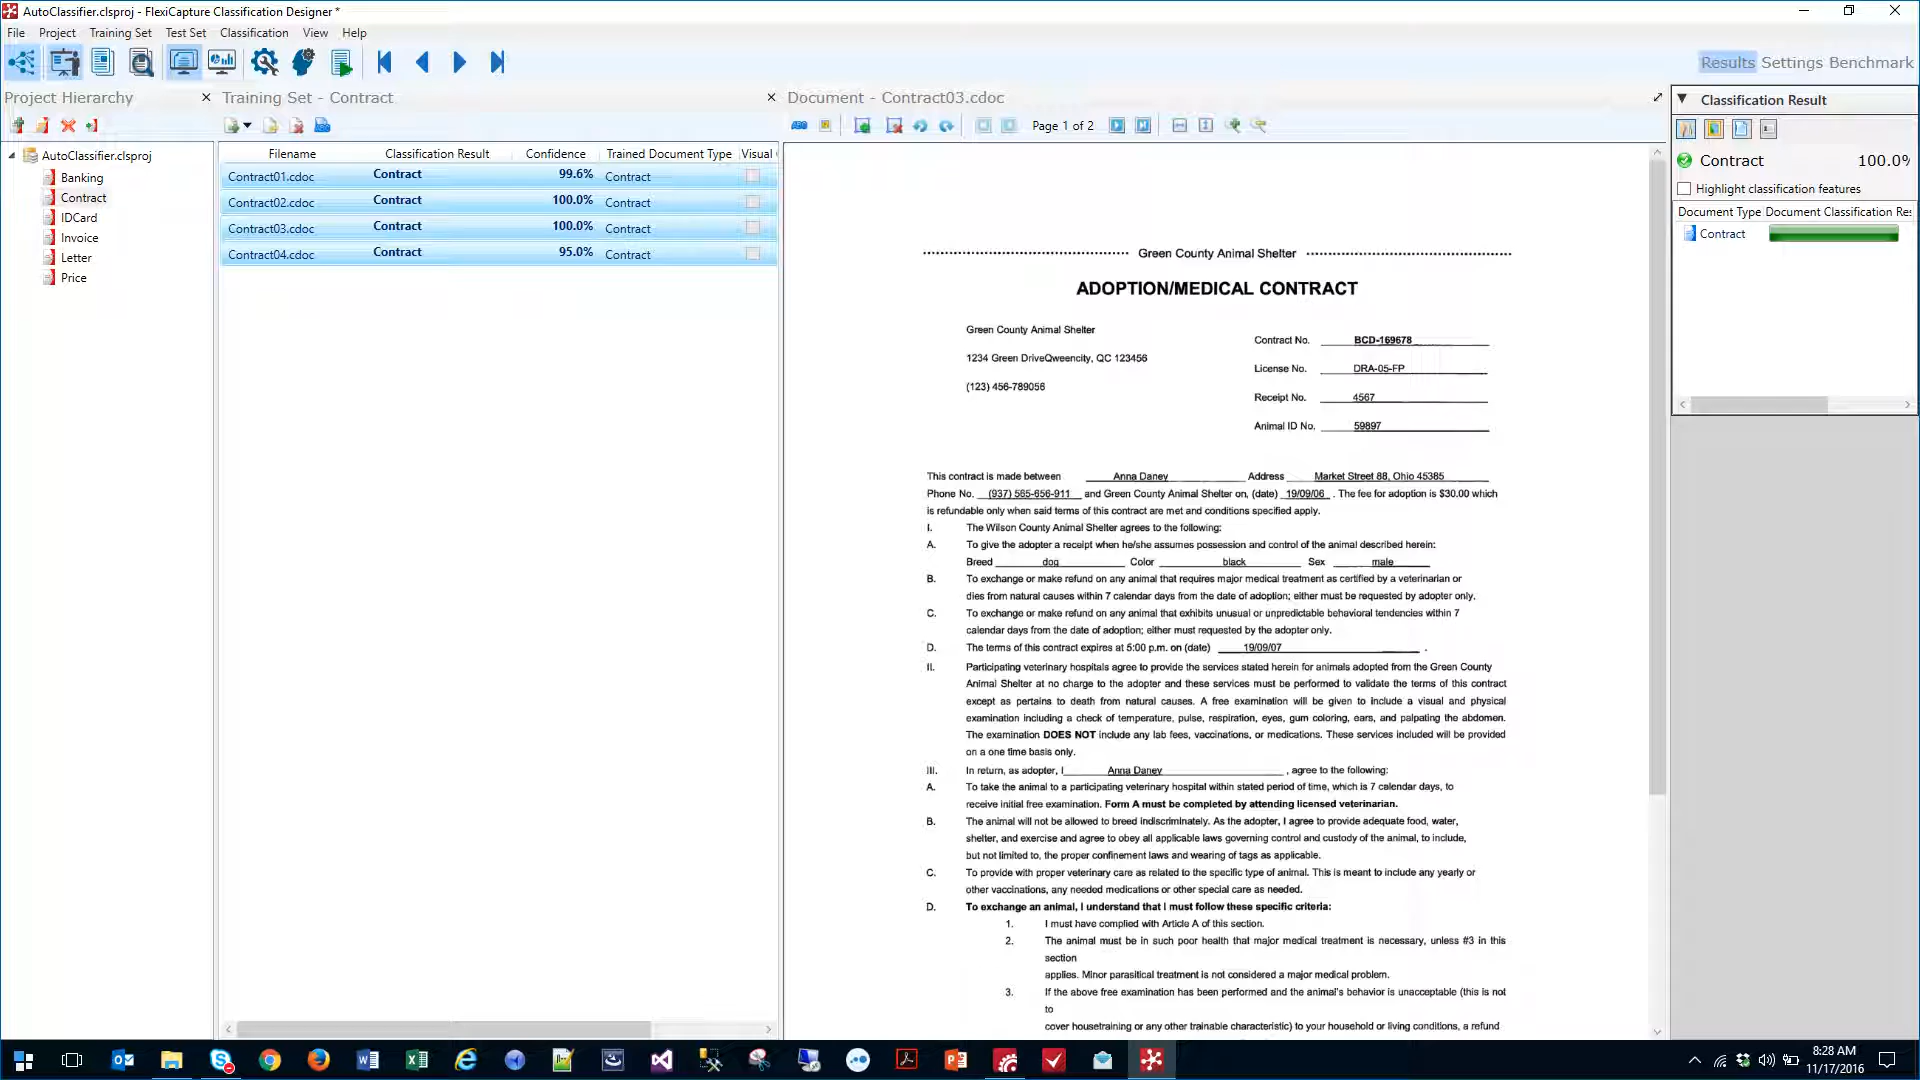 AutoClassifier.clsproj - FlexiCapture Classification Designer *
File Project Training Set Test Set Classification View Help
Results Settings Benchmark
Project Hierarchy
AutoClassifier.clsproj
Banking
Contract
IDCard
Invoice
Letter
Price
Training Set - Contract
Filename Classification Result Confidence Trained Document Type Visual
Contract01.cdoc Contract 99.6% Contract
Contract02.cdoc Contract 100.0% Contract
Contract03.cdoc Contract 100.0% Contract
Contract04.cdoc Contract 95.0% Contract
Document - Contract03.cdoc
ABC
Page 1 of 2
Green County Animal Shelter
ADOPTION/MEDICAL CONTRACT
Green County Animal Shelter
1234 Green DriveQweencity, QC 123456
(123) 456-789056
Contract No. BCD-169678
License No. DRA-05-FP
Receipt No. 4567
Animal ID No. 59897
This contract is made between Anna Daney Address Market Street 88, Ohio 45385
Phone No. (937) 565-656-911 and Green County Animal Shelter on, (date) 19/09/06 . The fee for adoption is $30.00 which
is refundable only when said terms of this contract are met and conditions specified apply.
I. The Wilson County Animal Shelter agrees to the following:
A. To give the adopter a receipt when he/she assumes possession and control of the animal described herein:
Breed dog Color black Sex male
B. To exchange or make refund on any animal that requires major medical treatment as certified by a veterinarian or
dies from natural causes within 7 calendar days from the date of adoption; either must be requested by adopter only.
C. To exchange or make refund on any animal that exhibits unusual or unpredictable behavioral tendencies within 7
calendar days from the date of adoption; either must requested by the adopter only.
D. The terms of this contract expires at 5:00 p.m. on (date) 19/09/07 .
II. Participating veterinary hospitals agree to provide the services stated herein for animals adopted from the Green County
Animal Shelter at no charge to the adopter and these services must be performed to validate the terms of this contract
except as pertains to death from natural causes. A free examination will be given to include a visual and physical
examination including a check of temperature, pulse, respiration, eyes, gum coloring, ears, and palpating the abdomen.
The examination DOES NOT include any lab fees, vaccinations, or medications. These services included will be provided
on a one time basis only.
III. In return, as adopter, I Anna Daney , agree to the following:
A. To take the animal to a participating veterinary hospital within stated period of time, which is 7 calendar days, to
receive initial free examination. Form A must be completed by attending licensed veterinarian.
B. The animal will not be allowed to breed indiscriminately. As the adopter, I agree to provide adequate food, water,
shelter, and exercise and agree to obey all applicable laws governing control and custody of the animal, to include,
but not limited to, the proper confinement laws and wearing of tags as applicable.
C. To provide with proper veterinary care as related to the specific type of animal. This is meant to include any yearly or
other vaccinations, any needed medications or other special care as needed.
D. To exchange an animal, I understand that I must follow these specific criteria:
1. I must have complied with Article A of this section.
2. The animal must be in such poor health that major medical treatment is necessary, unless #3 in this
section
applies. Minor parasitical treatment is not considered a major medical problem.
3. If the above free examination has been performed and the animal's behavior is unacceptable (this is not
to
cover housetraining or any other trainable characteristic) to your household or living conditions, a refund
Classification Result
Contract 100.0%
Highlight classification features
Document Type Document Classification Res
Contract
8:28 AM
11/17/2016